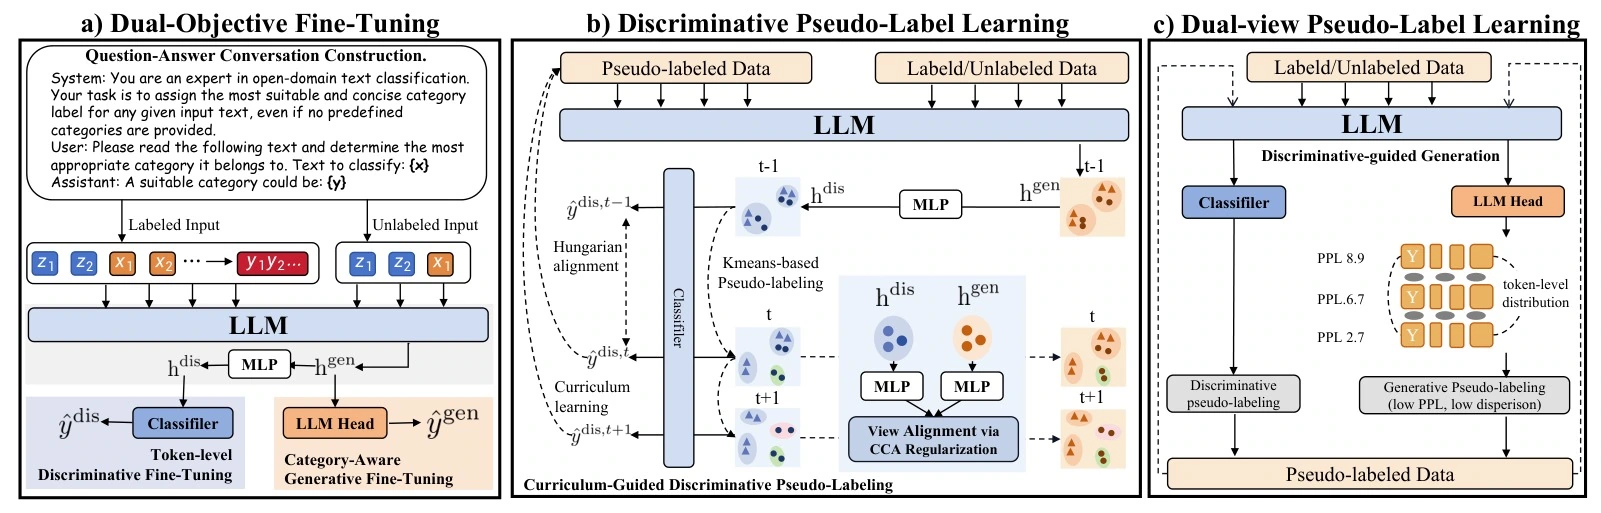 a) Dual-Objective Fine-Tuning
Question-Answer Conversation Construction.
System: You are an expert in open-domain text classification.
Your task is to assign the most suitable and concise category
label for any given input text, even if no predefined
categories are provided.
User: Please read the following text and determine the most
appropriate category it belongs to. Text to classify: {x}
Assistant: A suitable category could be: {y}
Labeled Input
Unlabeled Input
z1 z2 x1 x2 ··· y1y2...
z1 z2 x1
LLM
h^dis MLP h^gen
ŷ^dis Classifiler
LLM Head ŷ^gen
Token-level
Discriminative Fine-Tuning
Category-Aware
Generative Fine-Tuning
b) Discriminative Pseudo-Label Learning
Pseudo-labeled Data
Labeld/Unlabeled Data
LLM
t-1
t-1
ŷ^dis,t−1
h^dis
MLP
h^gen
Hungarian
alignment
Classifiler
Kmeans-based
Pseudo-labeling
t
t
ŷ^dis,t
h^dis
h^gen
MLP
MLP
Curriculum
learning
t+1
t+1
ŷ^dis,t+1
View Alignment via
CCA Regularization
Curriculum-Guided Discriminative Pseudo-Labeling
c) Dual-view Pseudo-Label Learning
Labeld/Unlabeled Data
LLM
Discriminative-guided Generation
Classifiler
LLM Head
PPL 8.9
Y
PPL.6.7
Y
PPL 2.7
Y
token-level
distribution
Discriminative
pseudo-labeling
Generative Pseudo-labeling
(low PPL, low disperison)
Pseudo-labeled Data